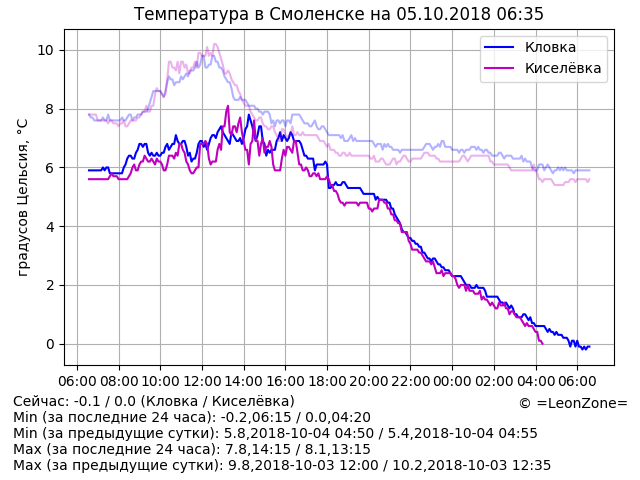 Температура в Смоленске на 05.10.2018 06:35
Кловка
Киселёвка
градусов Цельсия, °C
10
8
6
4
2
0
06:00 08:00 10:00 12:00 14:00 16:00 18:00 20:00 22:00 00:00 02:00 04:00 06:00
Сейчас: -0.1 / 0.0 (Кловка / Киселёвка)
© =LeonZone=
Min (за последние 24 часа): -0.2,06:15 / 0.0,04:20
Min (за предыдущие сутки): 5.8,2018-10-04 04:50 / 5.4,2018-10-04 04:55
Max (за последние 24 часа): 7.8,14:15 / 8.1,13:15
Max (за предыдущие сутки): 9.8,2018-10-03 12:00 / 10.2,2018-10-03 12:35